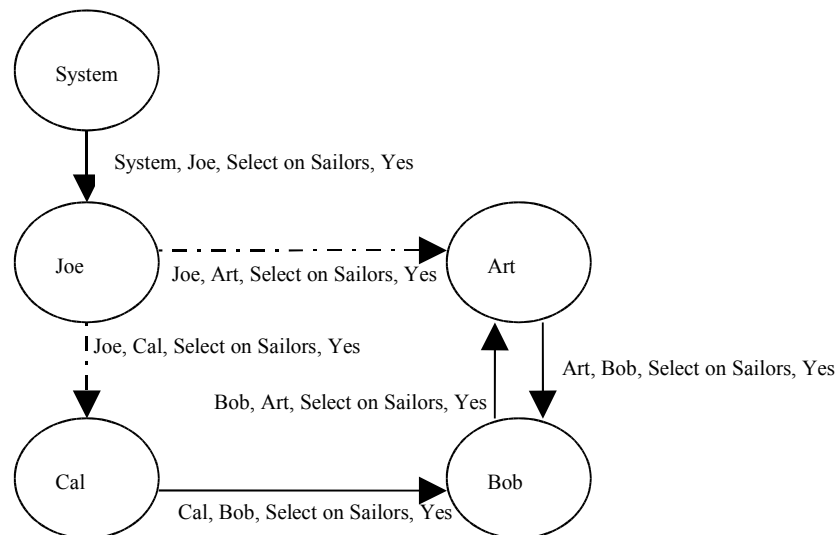 System
System, Joe, Select on Sailors, Yes
Joe
Art
Joe, Art, Select on Sailors, Yes
Joe, Cal, Select on Sailors, Yes
Art, Bob, Select on Sailors, Yes
Bob, Art, Select on Sailors, Yes
Cal
Bob
Cal, Bob, Select on Sailors, Yes